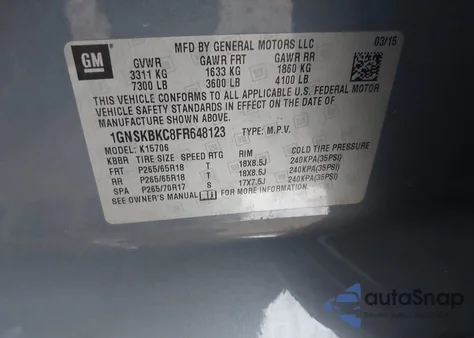 GM
MFD BY GENERAL MOTORS LLC 03/15
GVWR GAWR FRT GAWR RR
3311 KG 1633 KG 1860 KG
7300 LB 3600 LB 4100 LB
THIS VEHICLE CONFORMS TO ALL APPLICABLE U.S. FEDERAL MOTOR
VEHICLE SAFETY STANDARDS IN EFFECT ON THE DATE OF
MANUFACTURE SHOWN ABOVE.
1GNSKBKC8FR648123 TYPE: M.P.V.
MODEL: K15706
KBBR TIRE SIZE SPEED RTG RIM COLD TIRE PRESSURE
FRT P265/65R18 T 18X8.5J 240KPA(35PSI)
RR P265/65R18 T 18X8.5J 240KPA(35PSI)
SPA P265/70R17 S 17X7.5J 240KPA(35PSI)
SEE OWNER'S MANUAL FOR MORE INFORMATION.
autoSnap